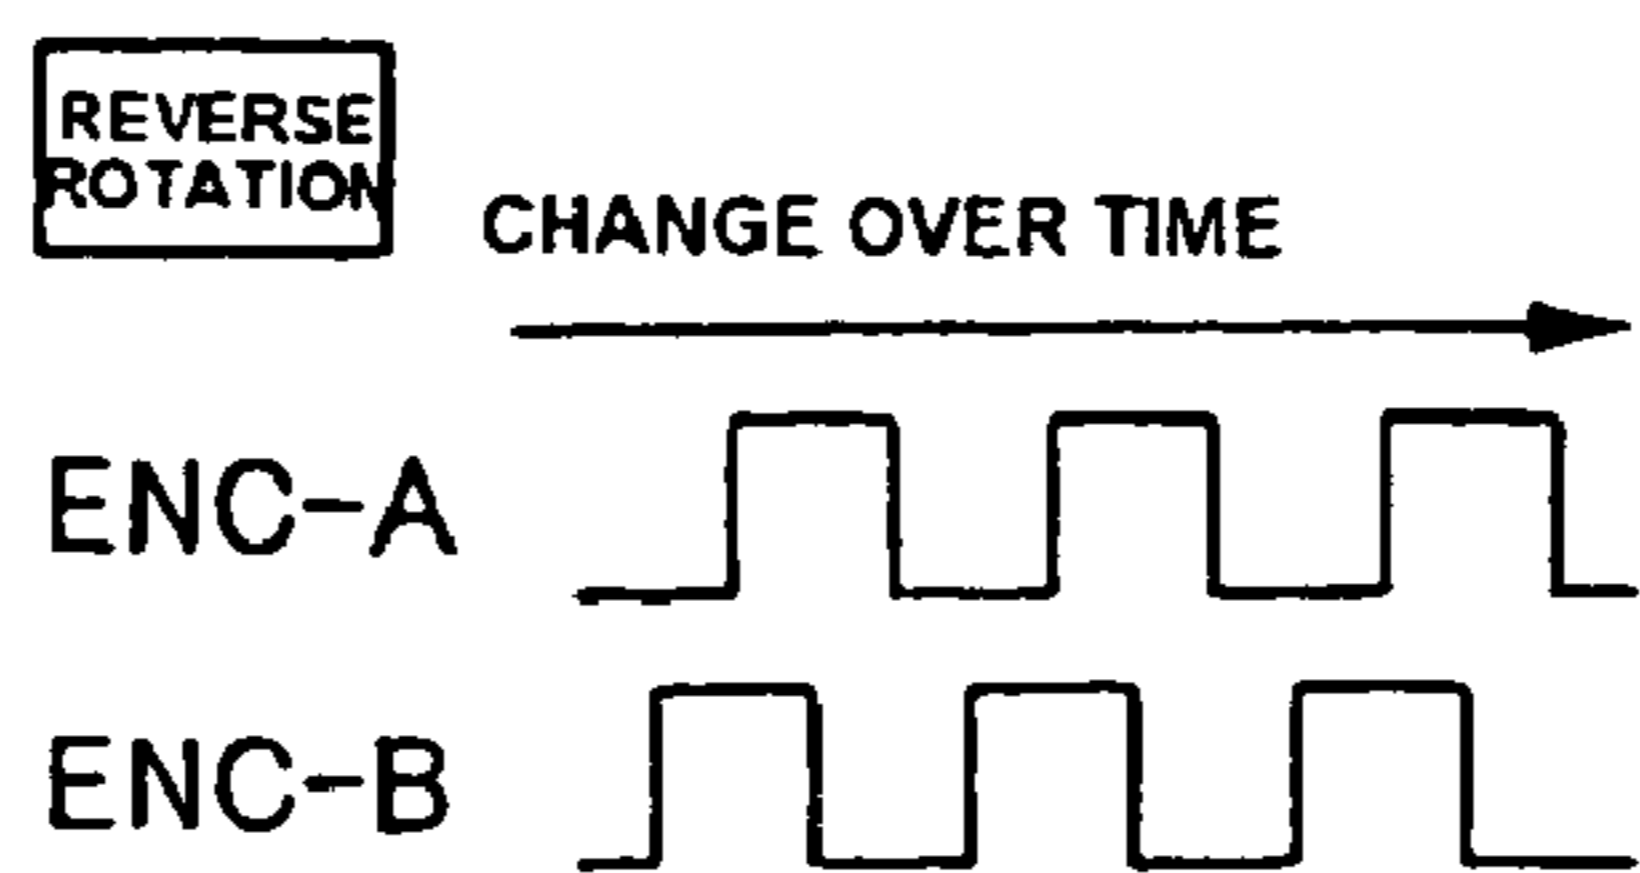 REVERSE
ROTATION
CHANGE OVER TIME
ENC-A
ENC-B